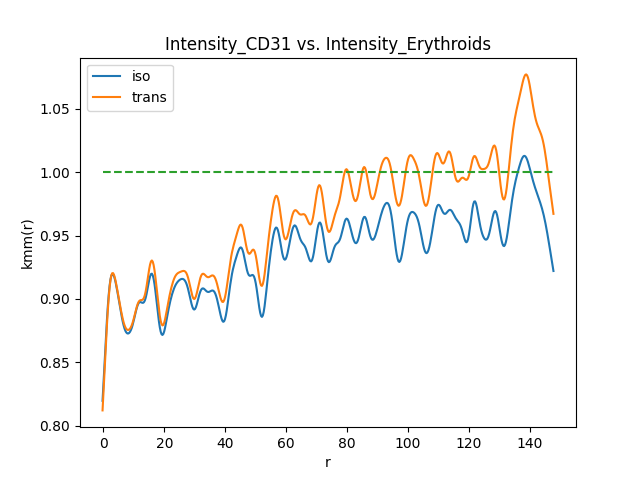 Intensity_CD31 vs. Intensity_Erythroids
iso
trans
kmm(r)
1.05
1.00
0.95
0.90
0.85
0.80
0 20 40 60 80 100 120 140
r